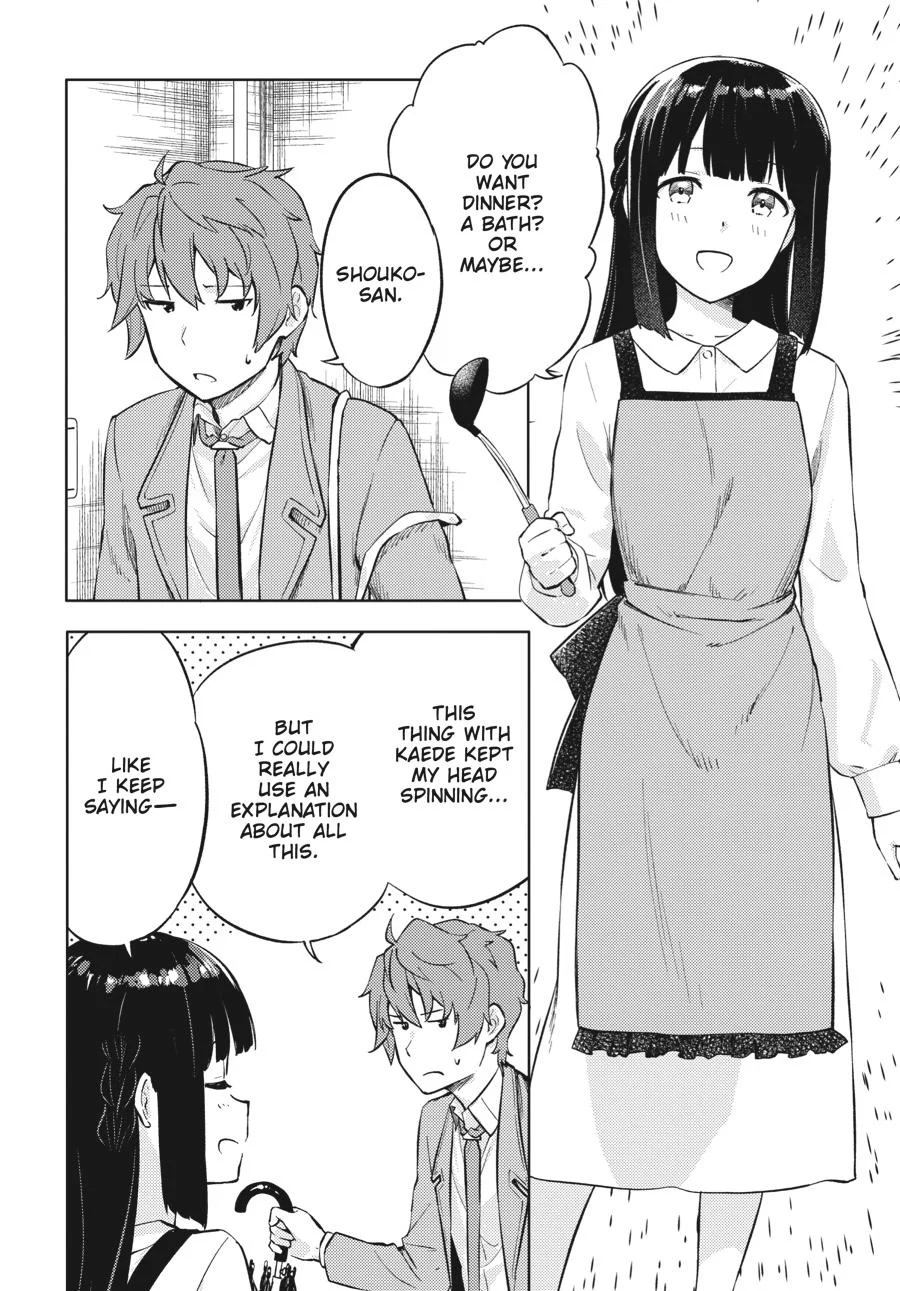 DO YOU
WANT
DINNER?
A BATH?
OR
MAYBE...
SHOUKO-
SAN.
THIS
THING WITH
KAEDE KEPT
MY HEAD
SPINNING...
BUT
I COULD
REALLY
USE AN
EXPLANATION
ABOUT ALL
THIS.
LIKE
I KEEP
SAYING—